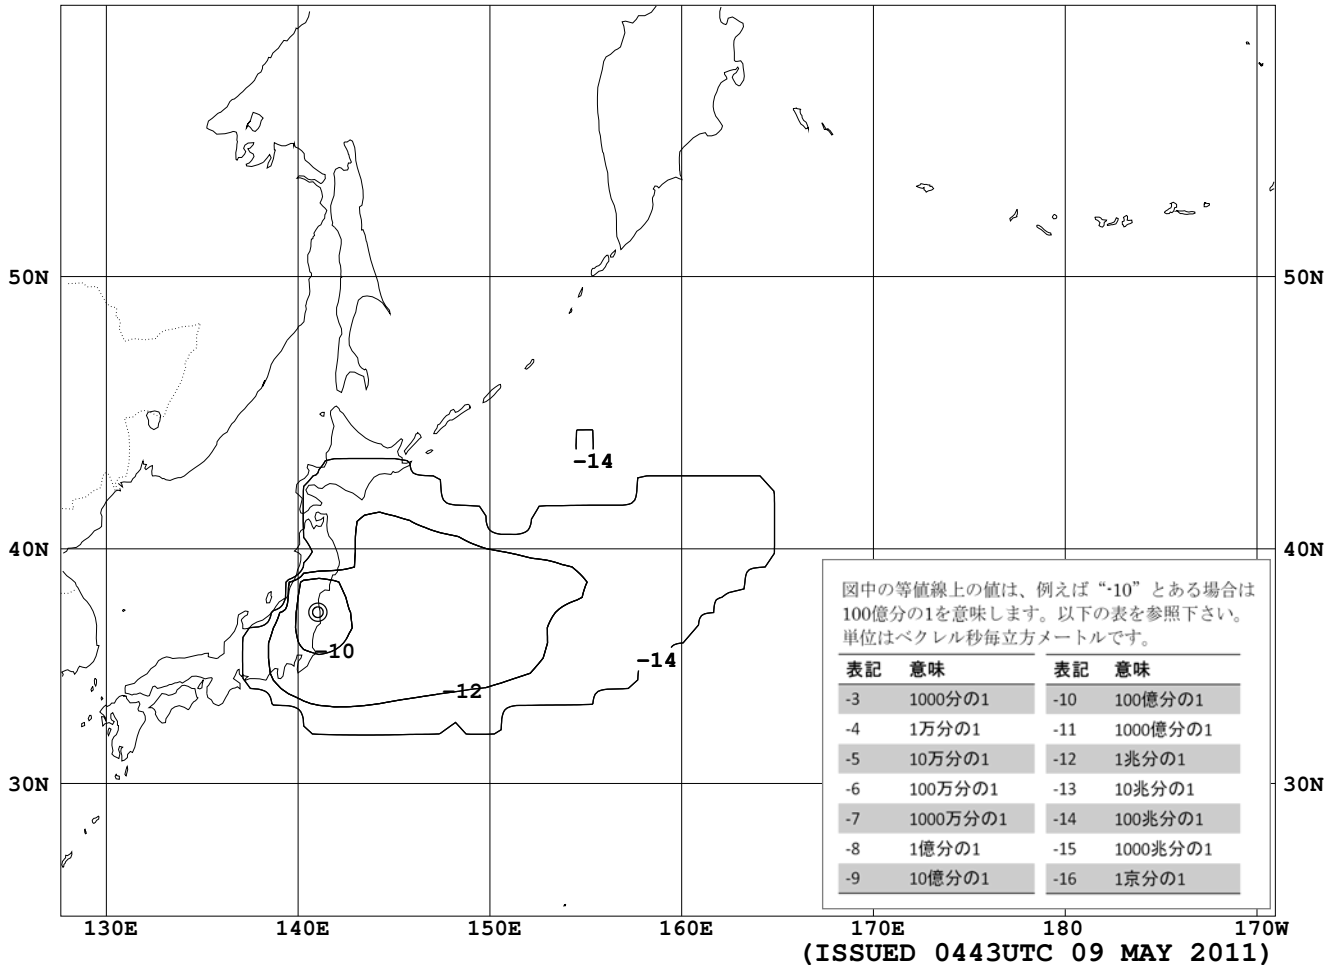 50N 50N
-14
40N 40N
図中の等値線上の値は、例えば “-10” とある場合は
100億分の1を意味します。以下の表を参照下さい。
単位はベクレル秒毎立方メートルです。
-10
-14
表記 意味 表記 意味
-12
-3 1000分の1 -10 100億分の1
-4 1万分の1 -11 1000億分の1
-5 10万分の1 -12 1兆分の1
30N 30N
-6 100万分の1 -13 10兆分の1
-7 1000万分の1 -14 100兆分の1
-8 1億分の1 -15 1000兆分の1
-9 10億分の1 -16 1京分の1
130E 140E 150E 160E 170E 180 170W
(ISSUED 0443UTC 09 MAY 2011)